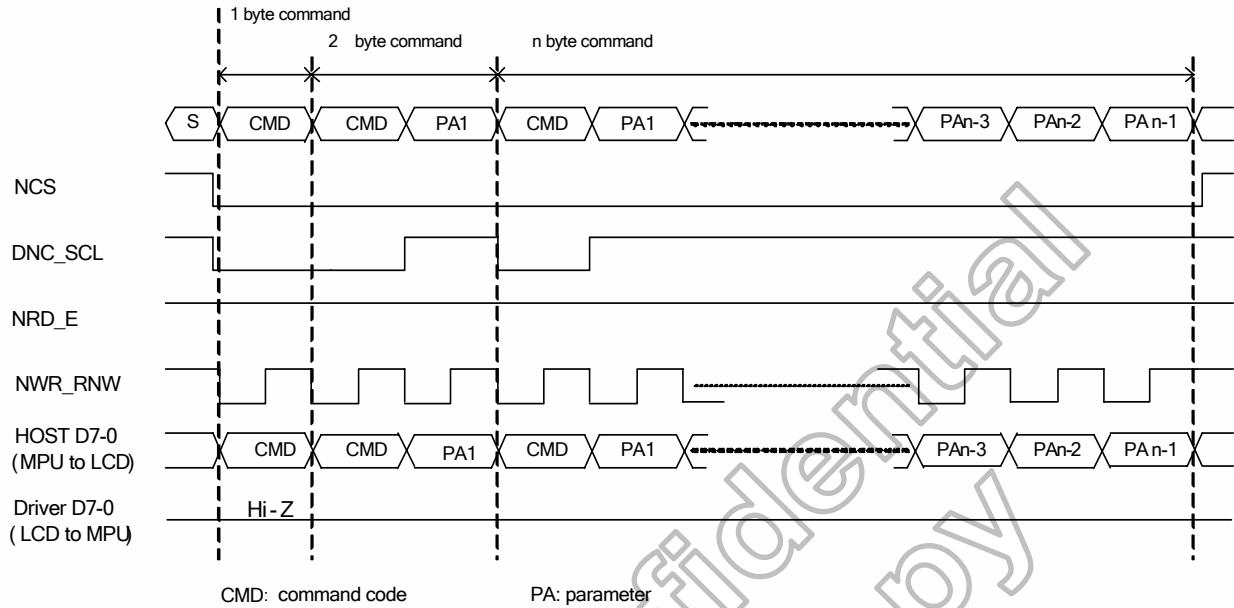 1 byte command
2 byte command n byte command
S CMD CMD PA1 CMD PA1 PAn-3 PAn-2 PA n-1
NCS
DNC_SCL
NRD_E
NWR_RNW
HOST D7-0
(MPU to LCD)
CMD CMD PA1 CMD PA1 PAn-3 PAn-2 PA n-1
Driver D7-0
( LCD to MPU)
Hi-Z
CMD: command code PA: parameter